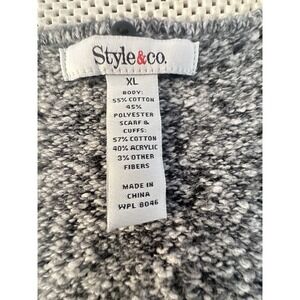 Style&co.
XL
BODY:
55% COTTON
45%
POLYESTER
SCARF &
CUFFS:
57% COTTON
40% ACRYLIC
3% OTHER
FIBERS
MADE IN
CHINA
WPL 8046